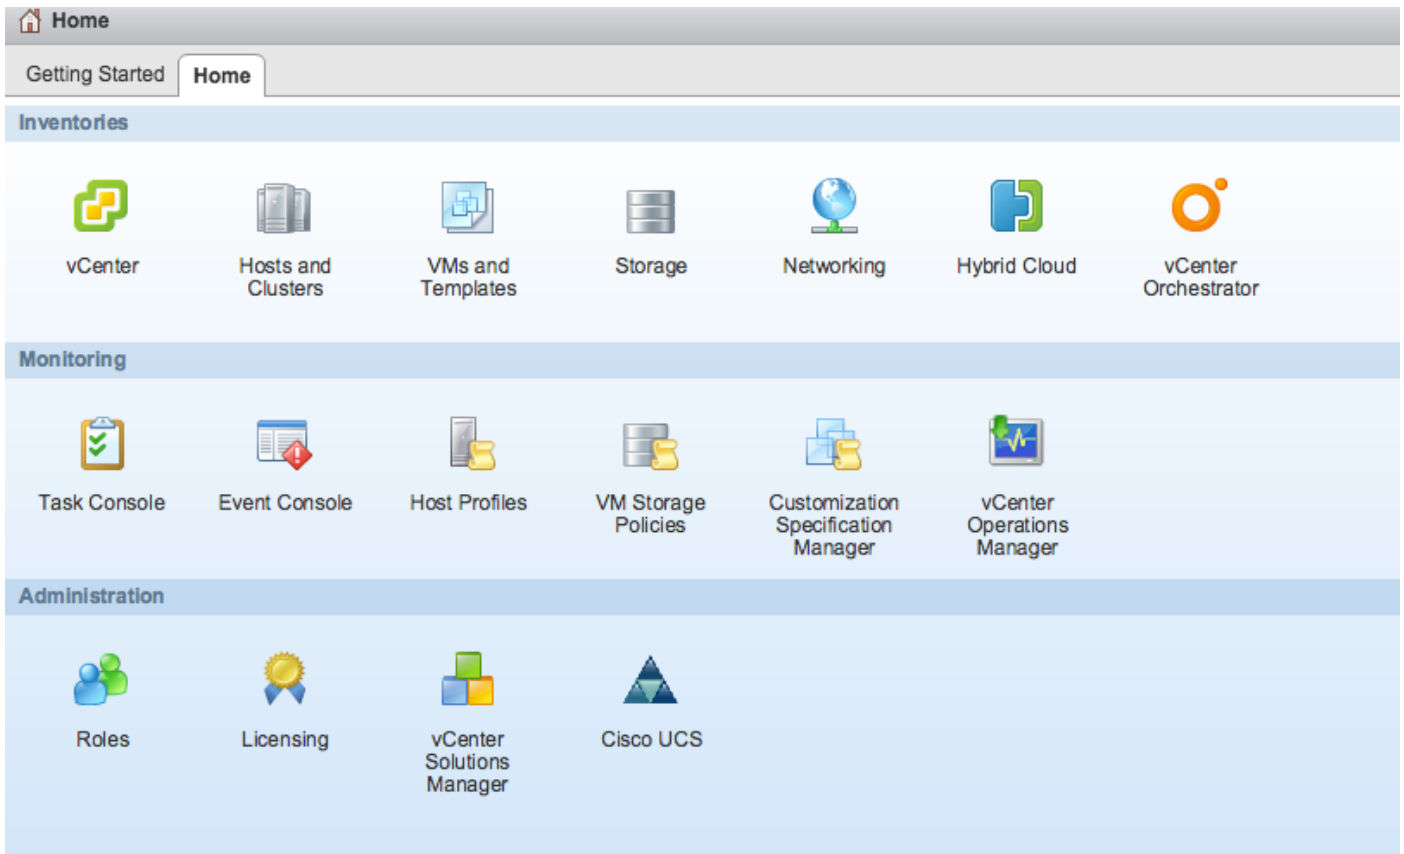 Home
Getting Started Home
Inventories
vCenter Hosts and VMs and Storage Networking Hybrid Cloud vCenter
Clusters Templates Orchestrator
Monitoring
Task Console Event Console Host Profiles VM Storage Customization vCenter
Policies Specification Operations
Manager Manager
Administration
Roles Licensing vCenter Cisco UCS
Solutions
Manager